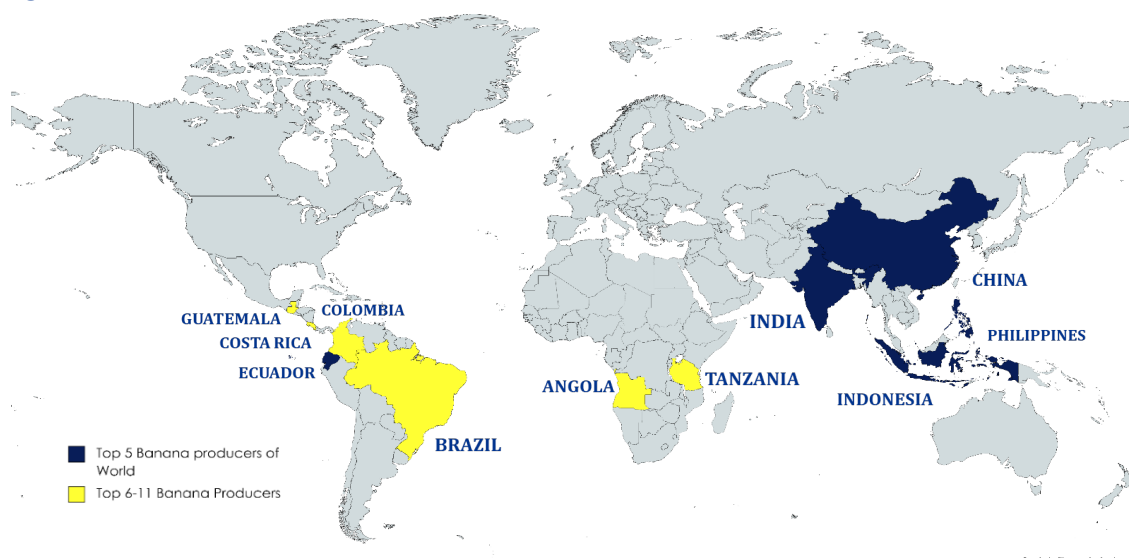 CHINA
COLOMBIA
GUATEMALA
INDIA
PHILIPPINES
COSTA RICA
ECUADOR
TANZANIA
ANGOLA
INDONESIA
BRAZIL
Top 5 Banana producers of
World
Top 6-11 Banana Producers